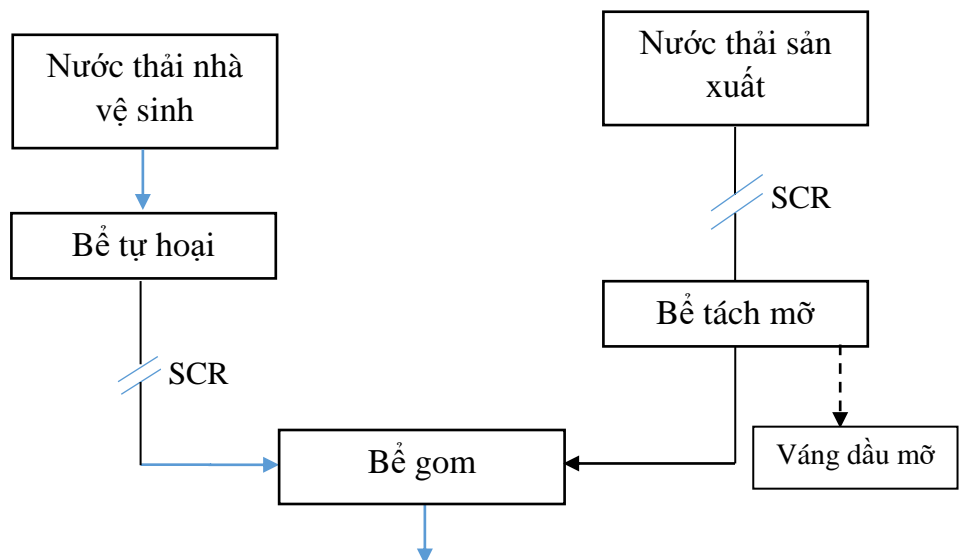 Nước thải nhà
vệ sinh
Nước thải sản
xuất
SCR
Bể tự hoại
Bể tách mỡ
SCR
Bể gom
Váng dầu mỡ